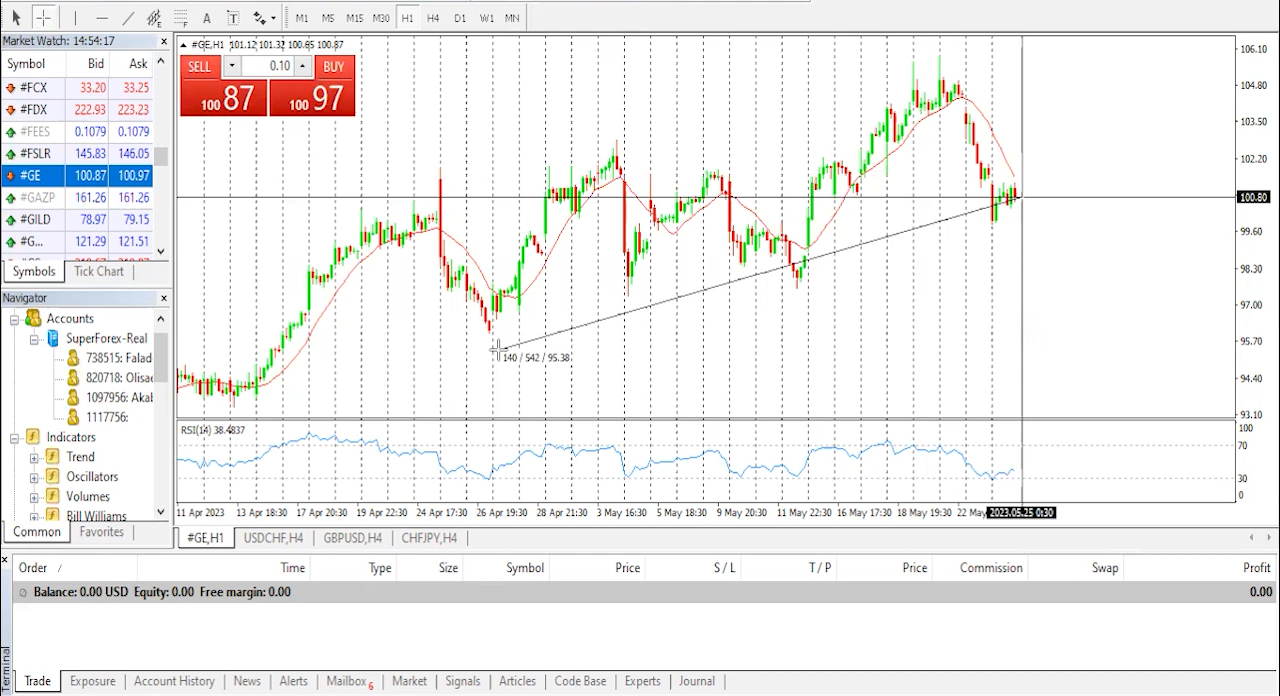 A T M1 M5 M15 M30 H1 H4 D1 W1 MN
Market Watch: 14:54:17
Symbol Bid Ask
#FCX 33.20 33.25
#FDX 222.93 223.23
#FEES 0.1079 0.1079
#FSLR 145.83 146.05
#GE 100.87 100.97
#GAZP 161.26 161.26
#GILD 78.97 79.15
#G... 121.29 121.51
Symbols Tick Chart
Navigator
Accounts
SuperForex-Real
738515: Falad
820718: Olisae
1097956: Akab
1117756:
Indicators
Trend
Oscillators
Volumes
Bill Williams
Common Favorites
#GE,H1 101.12 101.32 100.65 100.87
SELL 0.10 BUY
100 87 100 97
140 / 542 / 95.38
106.10
104.80
103.50
102.20
100.80
99.60
98.30
97.00
95.70
94.40
93.10
RSI(14) 38.4837
100
70
30
0
11 Apr 2023 13 Apr 18:30 17 Apr 20:30 19 Apr 22:30 24 Apr 17:30 26 Apr 19:30 28 Apr 21:30 3 May 16:30 5 May 18:30 9 May 20:30 11 May 22:30 16 May 17:30 18 May 19:30 22 May 2023.05.25 0:30
#GE,H1 USDCHF,H4 GBPUSD,H4 CHFJPY,H4
Order / Time Type Size Symbol Price S / L T / P Price Commission Swap Profit
Balance: 0.00 USD Equity: 0.00 Free margin: 0.00 0.00
Terminal
Trade Exposure Account History News Alerts Mailbox 6 Market Signals Articles Code Base Experts Journal